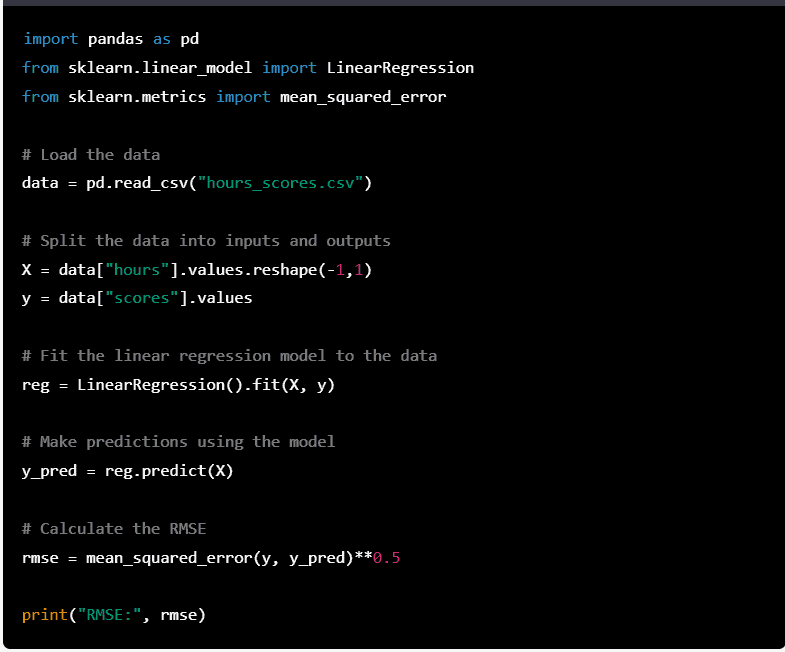 import pandas as pd
from sklearn.linear_model import LinearRegression
from sklearn.metrics import mean_squared_error
# Load the data
data = pd.read_csv("hours_scores.csv")
# Split the data into inputs and outputs
X = data["hours"].values.reshape(-1,1)
y = data["scores"].values
# Fit the linear regression model to the data
reg = LinearRegression().fit(X, y)
# Make predictions using the model
y_pred = reg.predict(X)
# Calculate the RMSE
rmse = mean_squared_error(y, y_pred)**0.5
print("RMSE:", rmse)